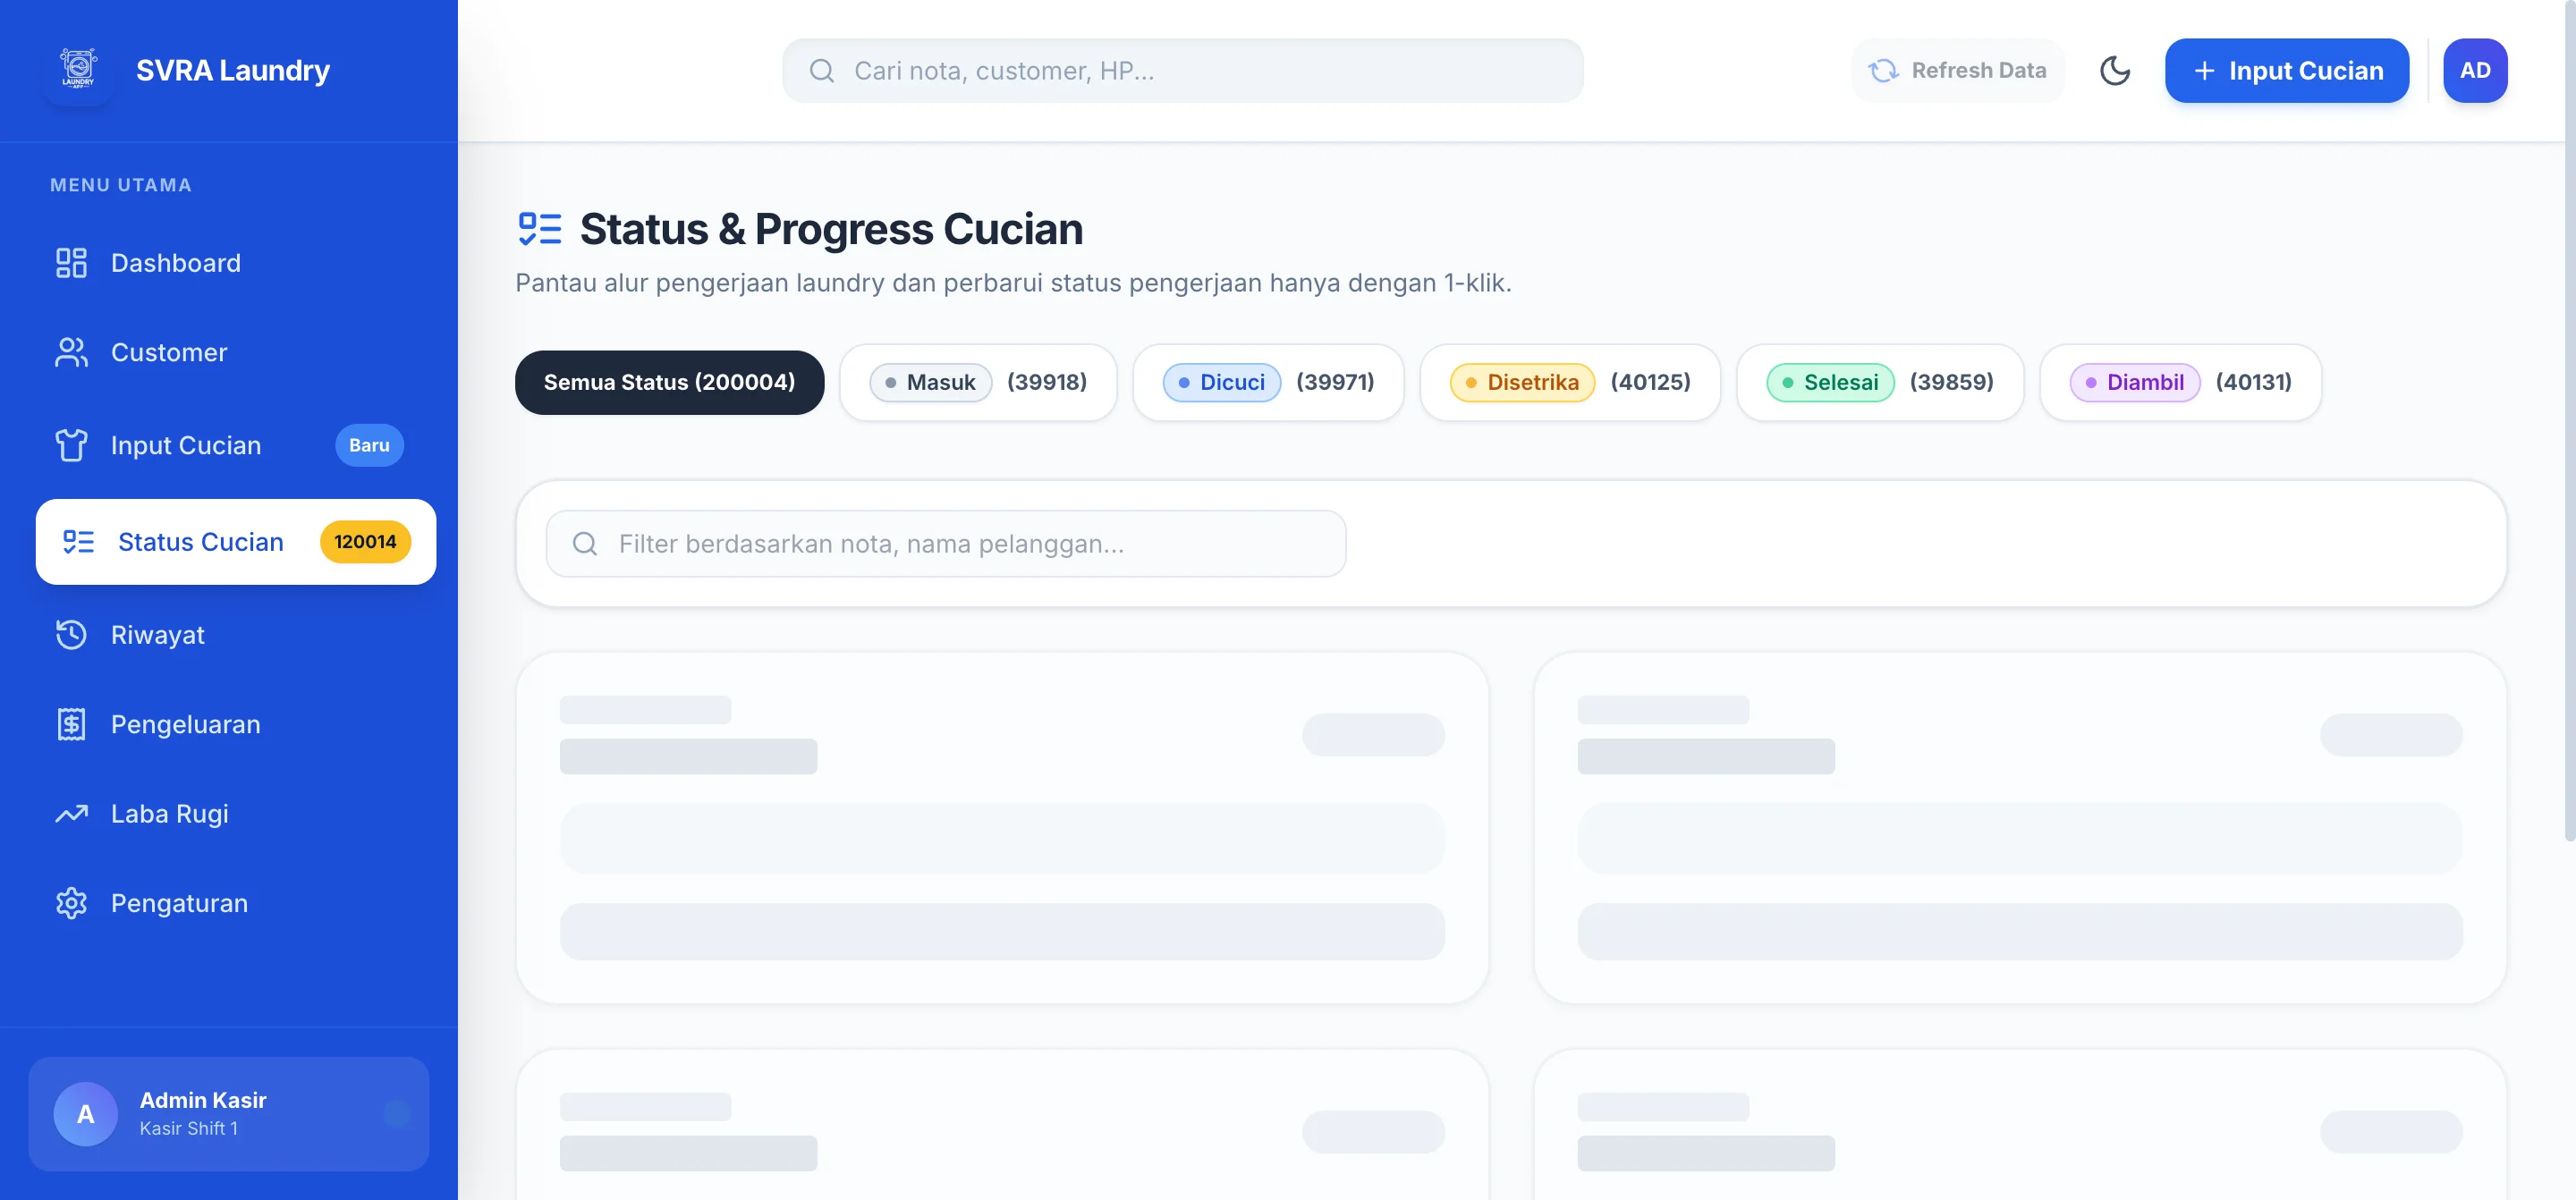 LAUNDRY
APP
SVRA Laundry
Cari nota, customer, HP...
Refresh Data
+ Input Cucian
AD
MENU UTAMA
Dashboard
Customer
Input Cucian
Baru
Status Cucian
120014
Riwayat
Pengeluaran
Laba Rugi
Pengaturan
A
Admin Kasir
Kasir Shift 1
Status & Progress Cucian
Pantau alur pengerjaan laundry dan perbarui status pengerjaan hanya dengan 1-klik.
Semua Status (200004)
Masuk (39918)
Dicuci (39971)
Disetrika (40125)
Selesai (39859)
Diambil (40131)
Filter berdasarkan nota, nama pelanggan...